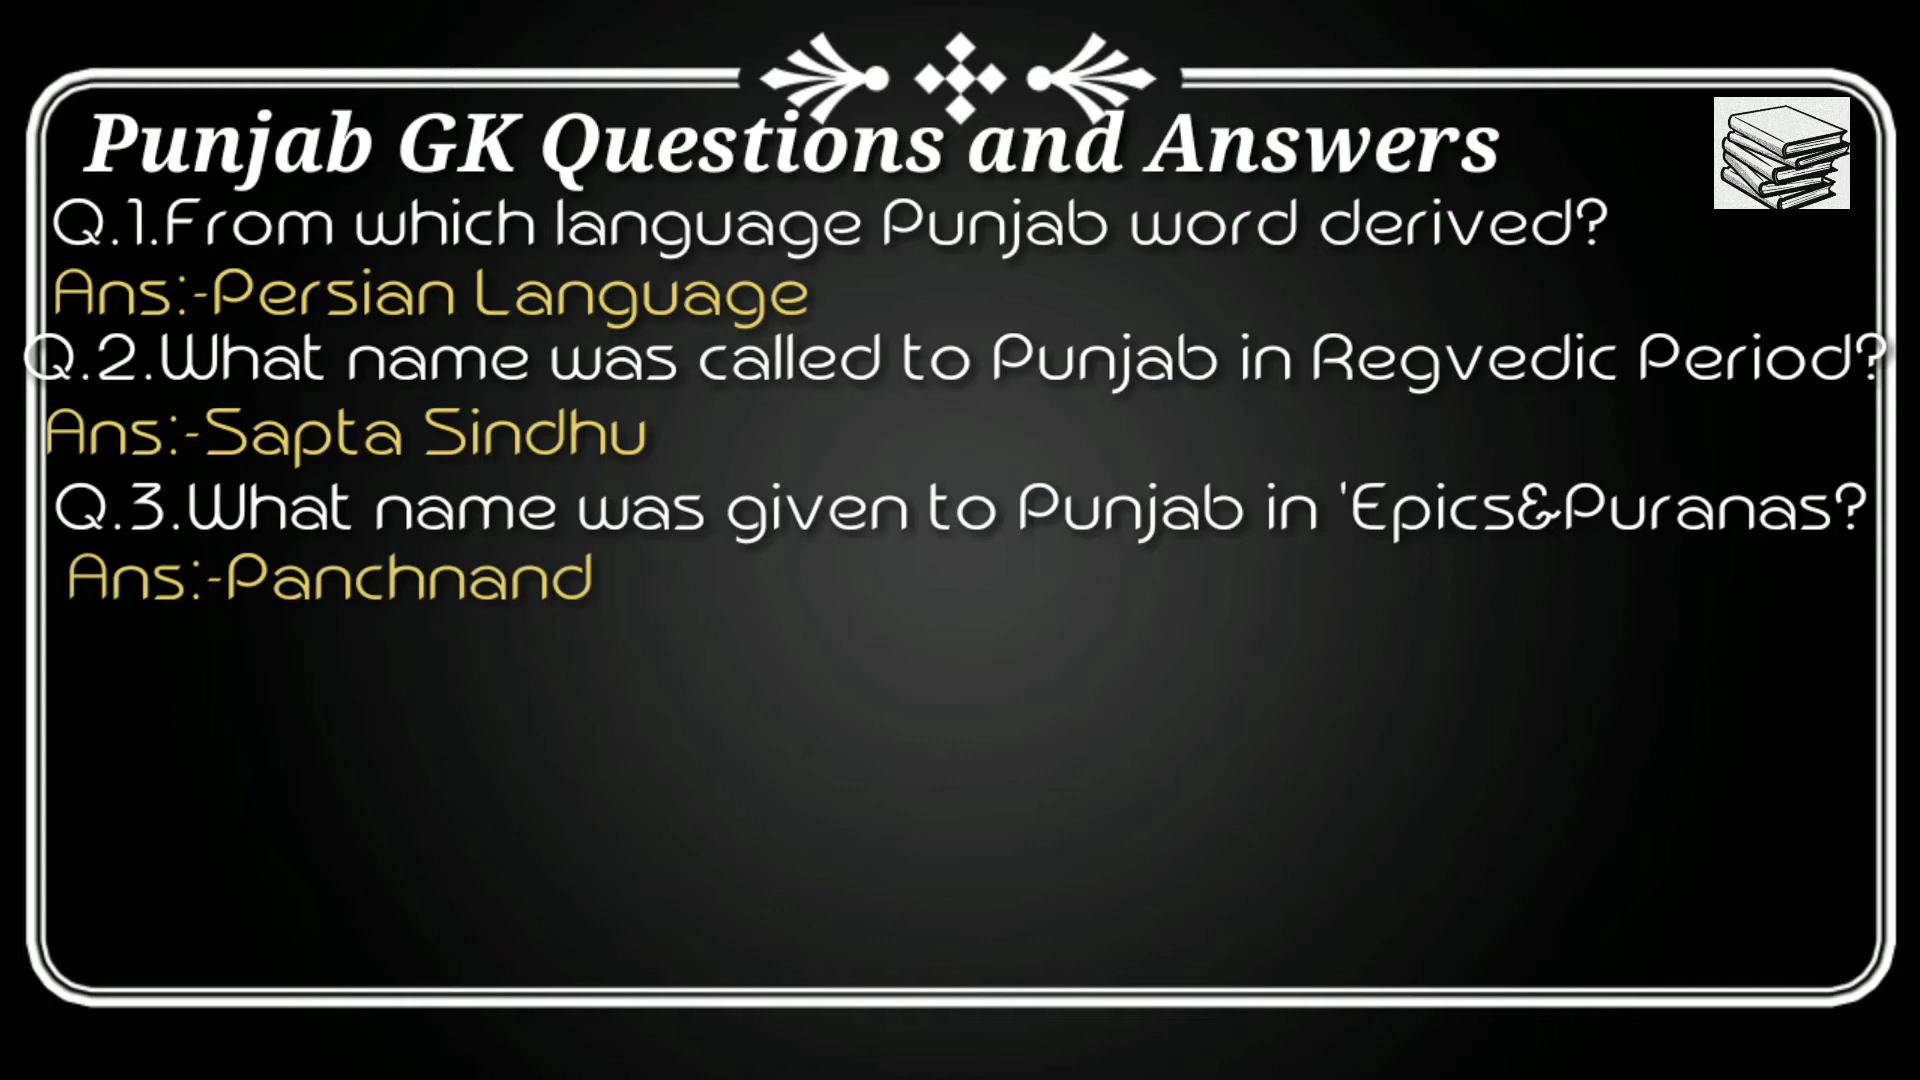 Punjab GK Questions and Answers
Q.1.From which language Punjab word derived?
Ans:-Persian Language
Q.2.What name was called to Punjab in Regvedic Period?
Ans:-Sapta Sindhu
Q.3.What name was given to Punjab in 'Epics&Puranas?
Ans:-Panchnand